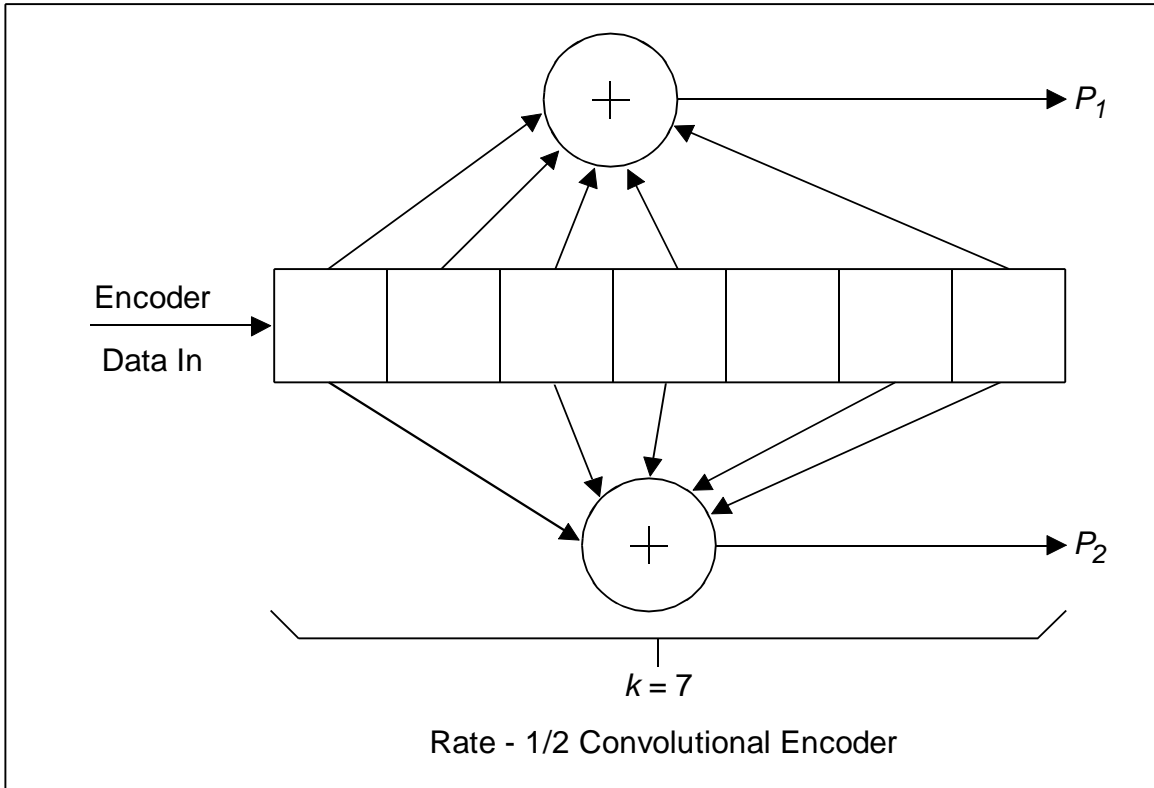 P1
Encoder
Data In
P2
k = 7
Rate - 1/2 Convolutional Encoder